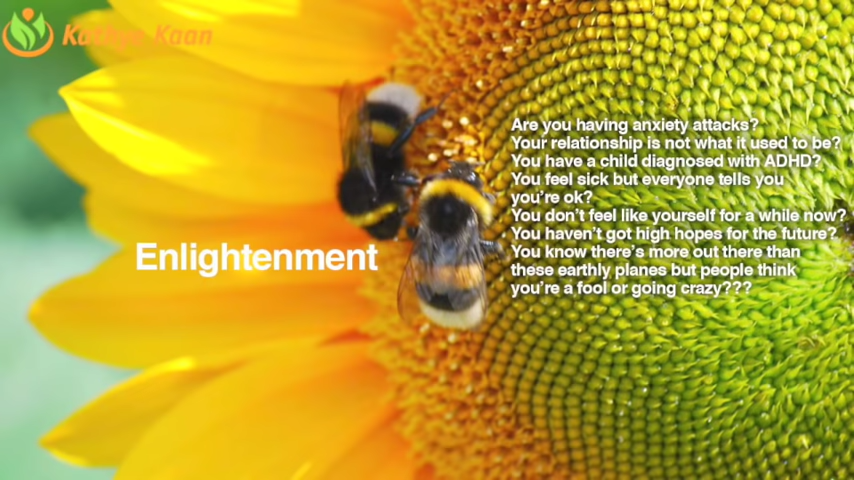 Kathye Kaan
Are you having anxiety attacks?
Your relationship is not what it used to be?
You have a child diagnosed with ADHD?
You feel sick but everyone tells you
you're ok?
You don't feel like yourself for a while now?
You haven't got high hopes for the future?
You know there's more out there than
these earthly planes but people think
you're a fool or going crazy???
Enlightenment